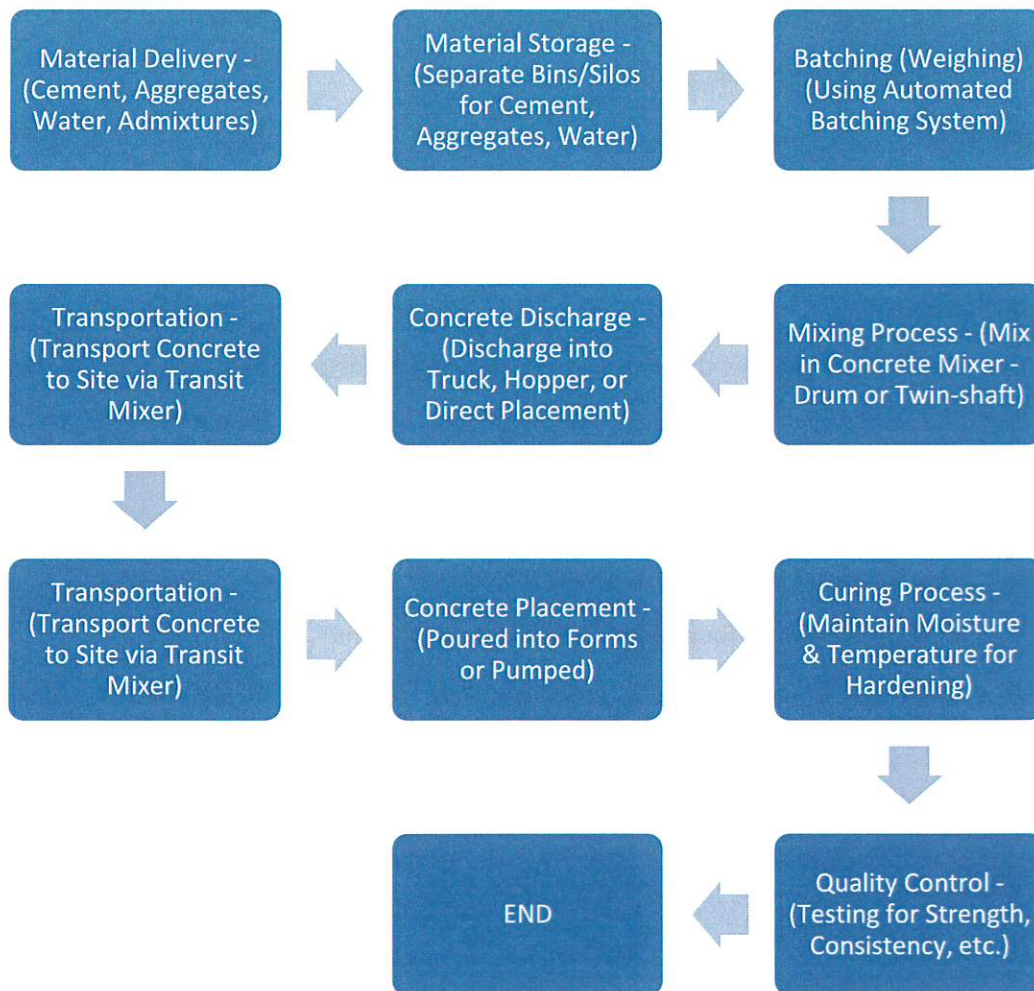 Material Delivery -
(Cement, Aggregates,
Water, Admixtures)
Material Storage -
(Separate Bins/Silos
for Cement,
Aggregates, Water)
Batching (Weighing)
(Using Automated
Batching System)
Mixing Process - (Mix
in Concrete Mixer -
Drum or Twin-shaft)
Concrete Discharge -
(Discharge into
Truck, Hopper, or
Direct Placement)
Transportation -
(Transport Concrete
to Site via Transit
Mixer)
Transportation -
(Transport Concrete
to Site via Transit
Mixer)
Concrete Placement -
(Poured into Forms
or Pumped)
Curing Process -
(Maintain Moisture
& Temperature for
Hardening)
Quality Control -
(Testing for Strength,
Consistency, etc.)
END